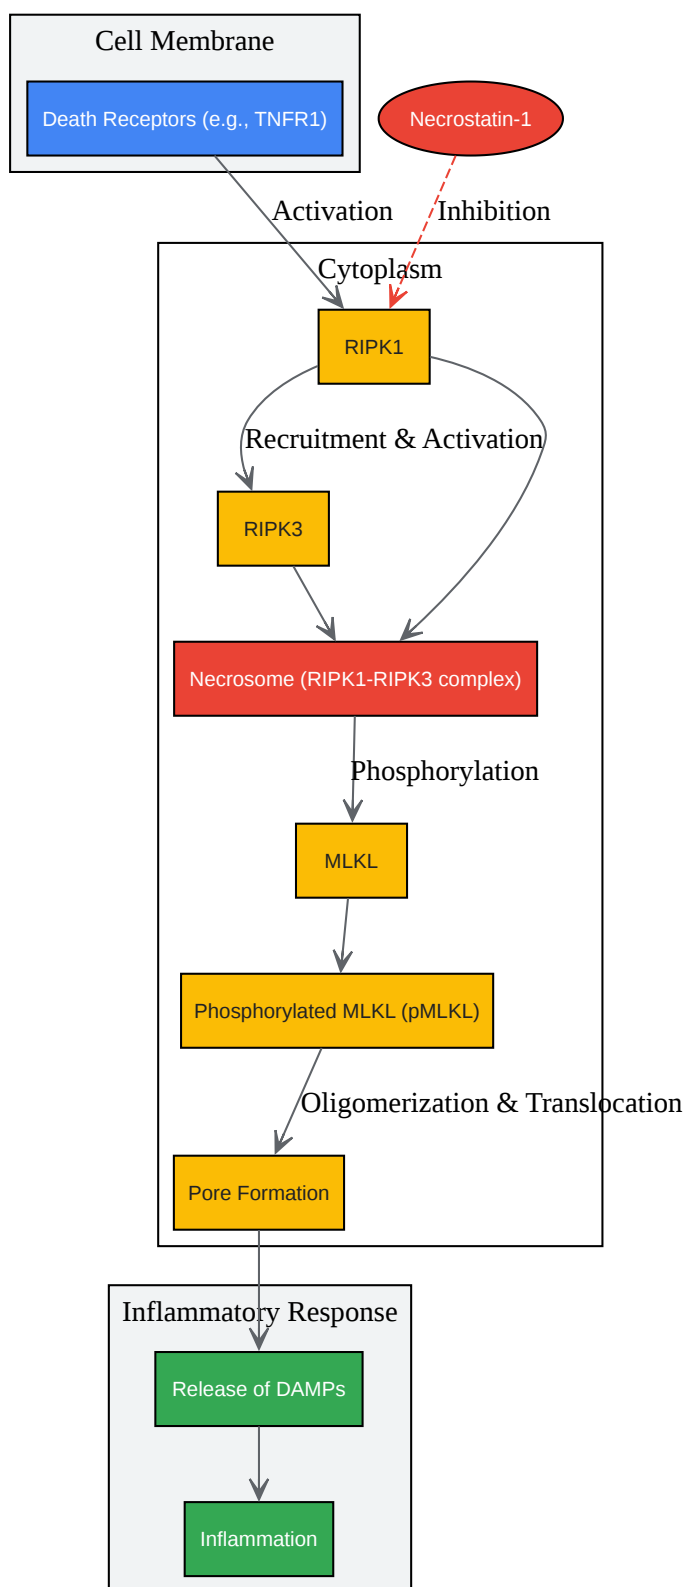 Cell Membrane
Death Receptors (e.g., TNFR1)
Necrostatin-1
Activation
Inhibition
Cytoplasm
RIPK1
Recruitment & Activation
RIPK3
Necrosome (RIPK1-RIPK3 complex)
Phosphorylation
MLKL
Phosphorylated MLKL (pMLKL)
Oligomerization & Translocation
Pore Formation
Inflammatory Response
Release of DAMPs
Inflammation